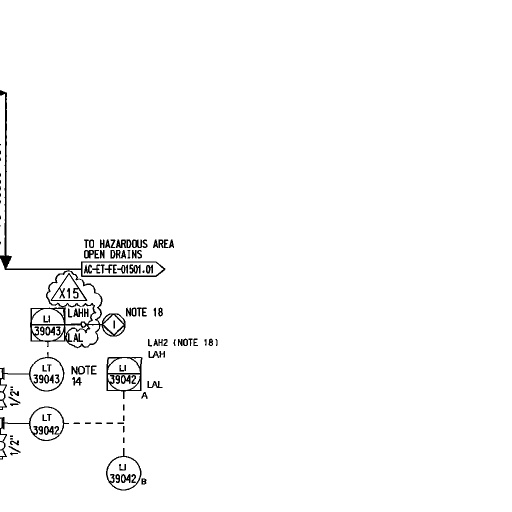 TO HAZARDOUS AREA
OPEN DRAINS
AC-ET-FE-01501.01
X15
LAHH
NOTE 18
LI
39043
I
LAL
LAH2 (NOTE 18)
LAH
LT
39043
NOTE
14
LI
39042
LAL
A
1/2"
LT
39042
1/2"
LI
39042
B